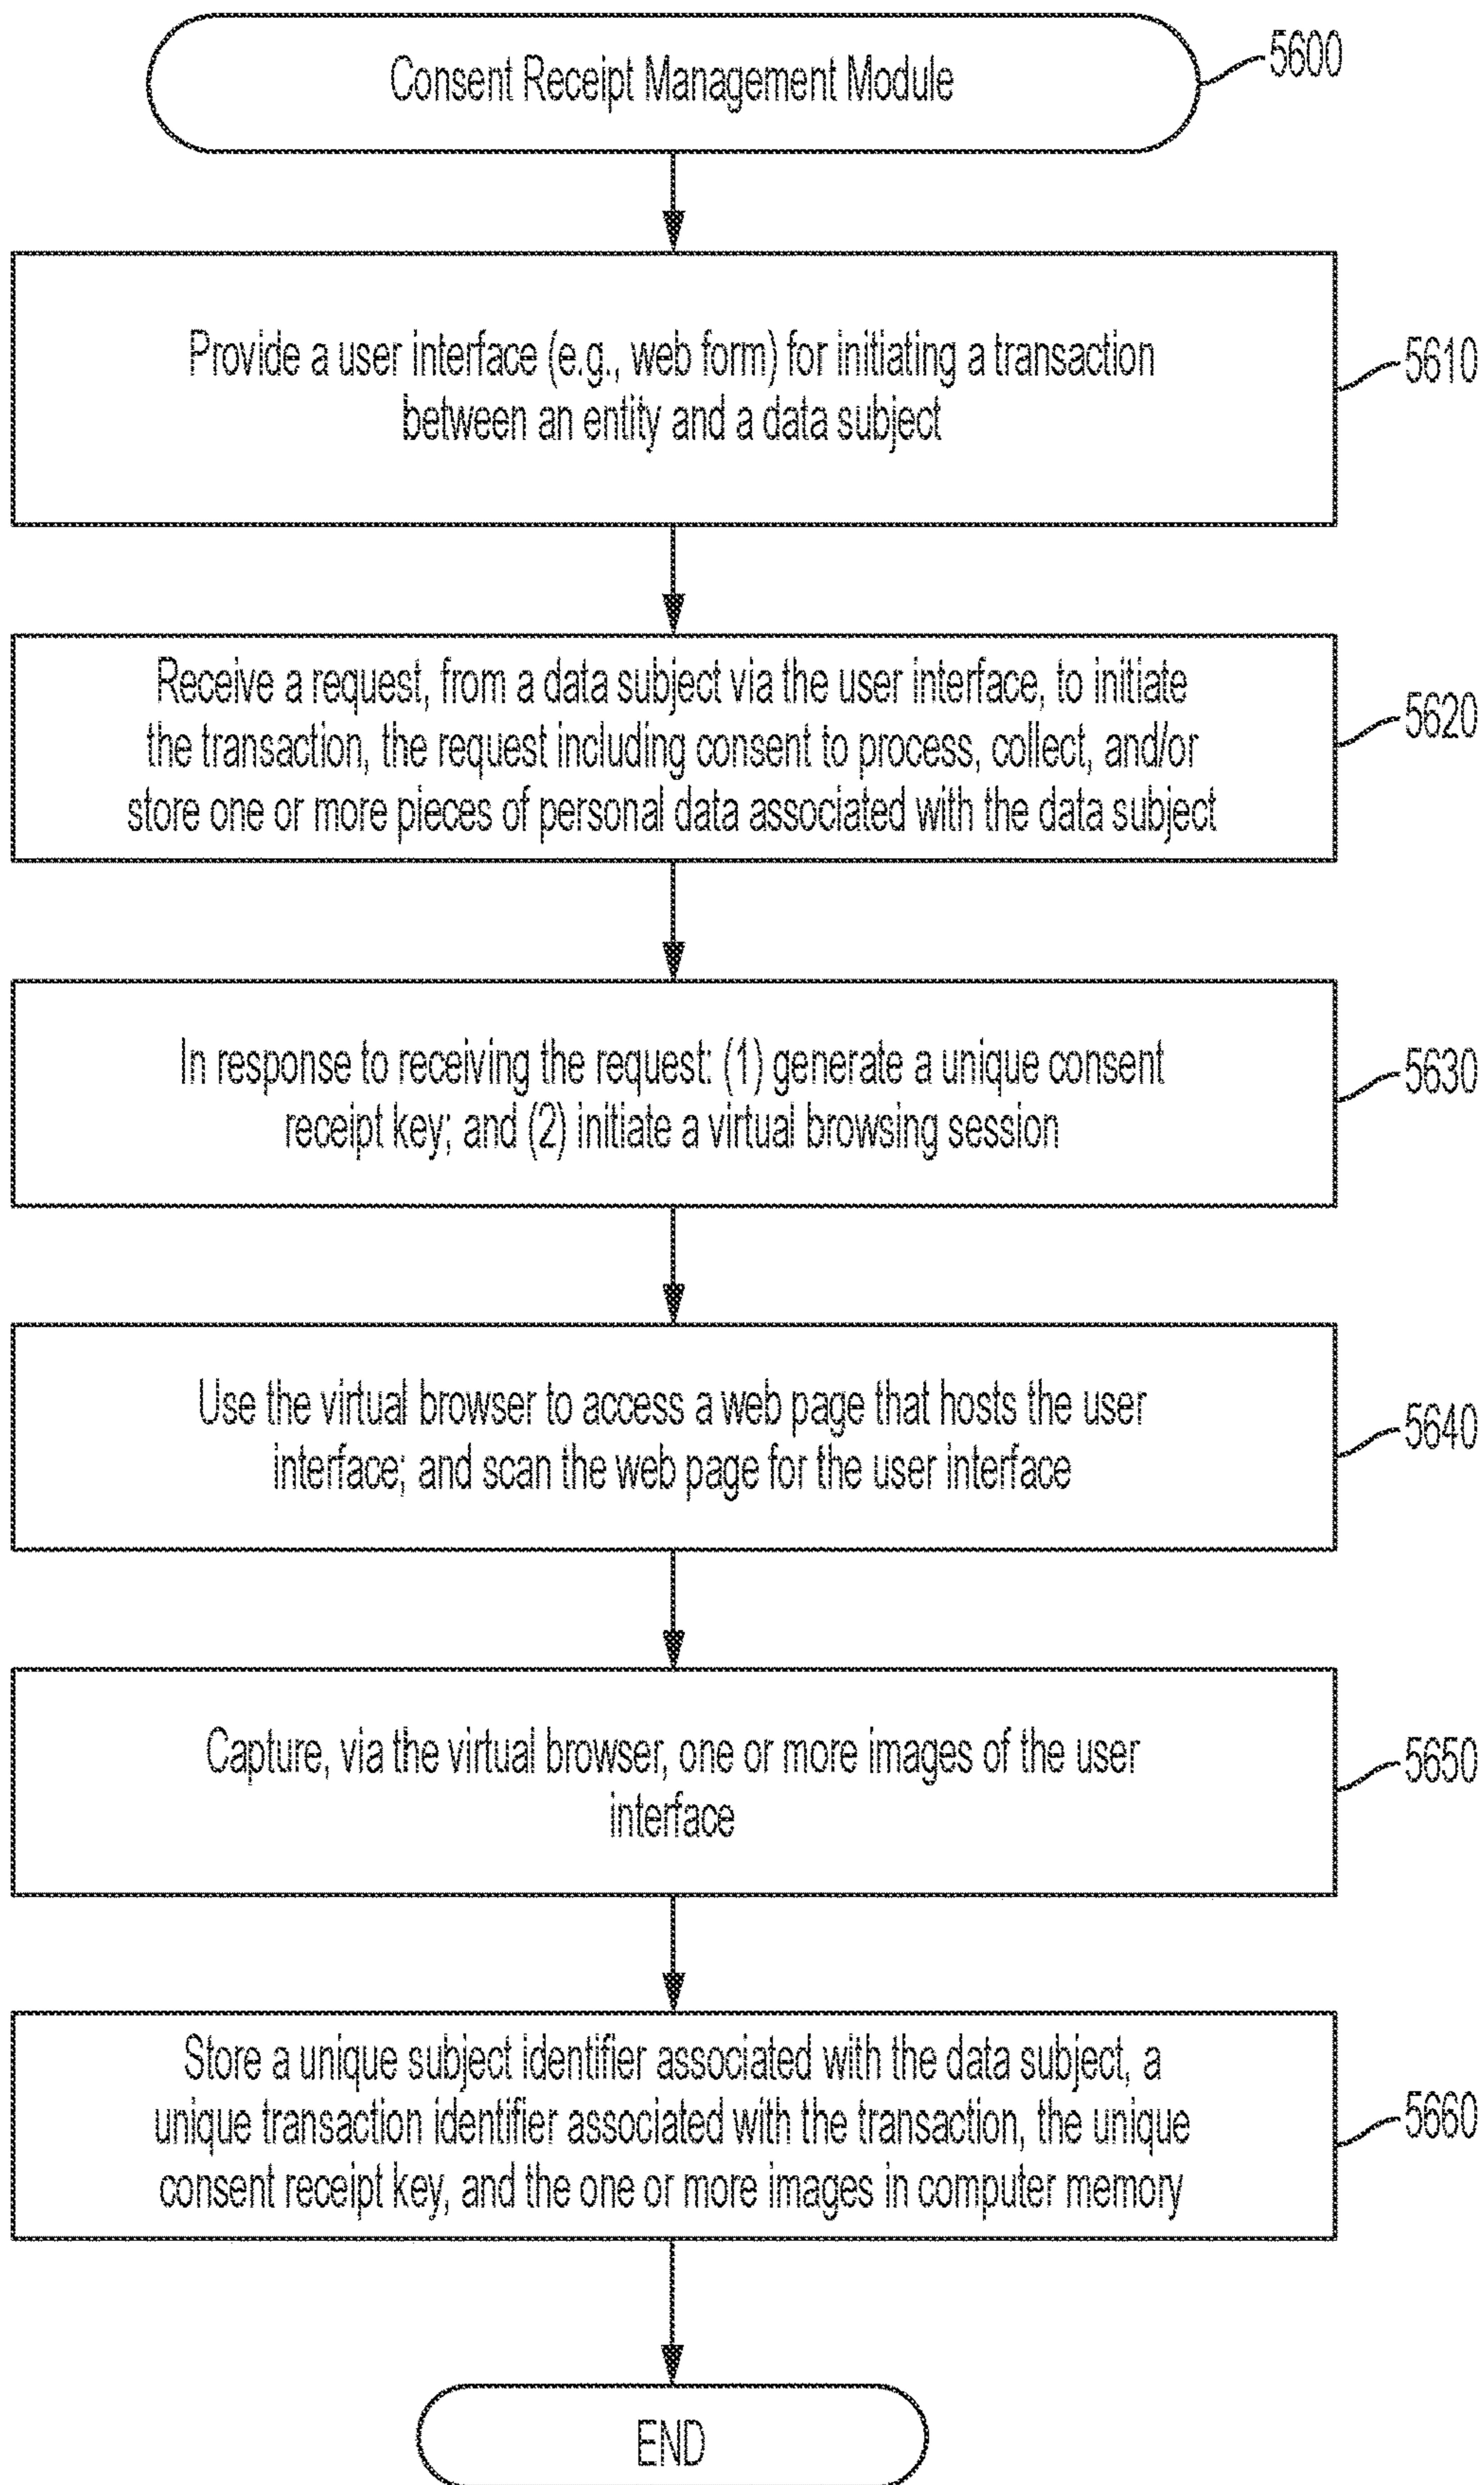 Consent Receipt Management Module
5600
Provide a user interface (e.g., web form) for initiating a transaction
between an entity and a data subject
5610
Receive a request, from a data subject via the user interface, to initiate
the transaction, the request including consent to process, collect, and/or
store one or more pieces of personal data associated with the data subject
5620
In response to receiving the request: (1) generate a unique consent
receipt key; and (2) initiate a virtual browsing session
5630
Use the virtual browser to access a web page that hosts the user
interface; and scan the web page for the user interface
5640
Capture, via the virtual browser, one or more images of the user
interface
5650
Store a unique subject identifier associated with the data subject, a
unique transaction identifier associated with the transaction, the unique
consent receipt key, and the one or more images in computer memory
5660
END